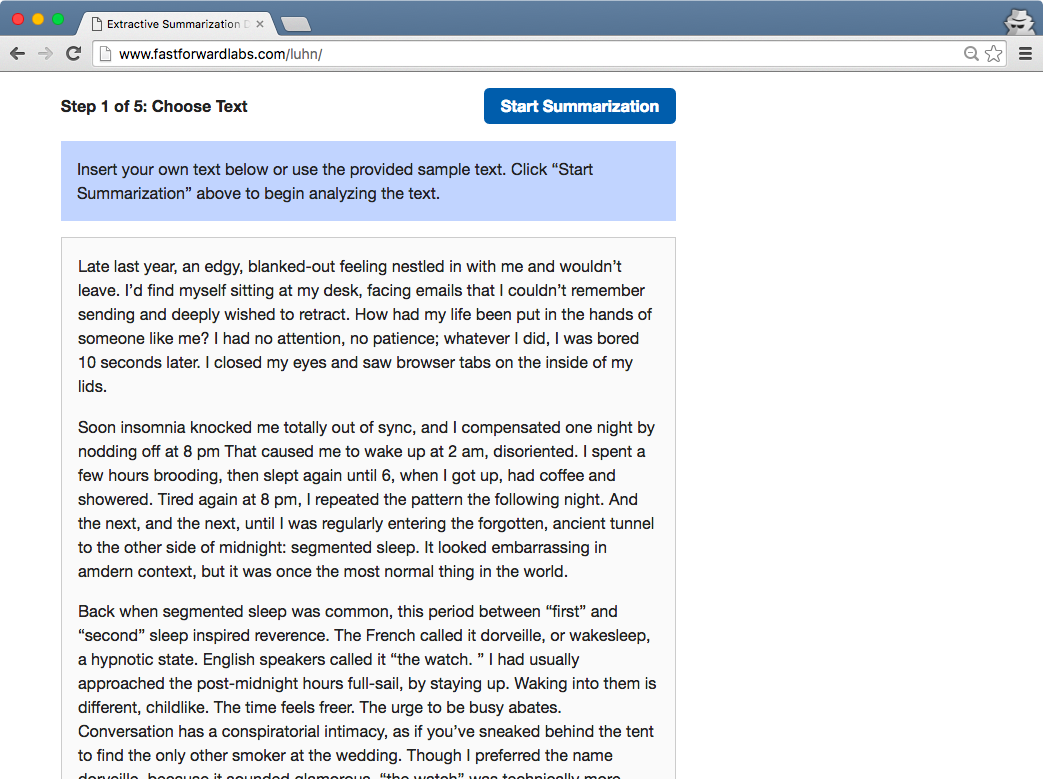 Extractive Summarization D
www.fastforwardlabs.com/luhn/
Step 1 of 5: Choose Text
Start Summarization
Insert your own text below or use the provided sample text. Click “Start
Summarization” above to begin analyzing the text.
Late last year, an edgy, blanked-out feeling nestled in with me and wouldn’t
leave. I’d find myself sitting at my desk, facing emails that I couldn’t remember
sending and deeply wished to retract. How had my life been put in the hands of
someone like me? I had no attention, no patience; whatever I did, I was bored
10 seconds later. I closed my eyes and saw browser tabs on the inside of my
lids.
Soon insomnia knocked me totally out of sync, and I compensated one night by
nodding off at 8 pm That caused me to wake up at 2 am, disoriented. I spent a
few hours brooding, then slept again until 6, when I got up, had coffee and
showered. Tired again at 8 pm, I repeated the pattern the following night. And
the next, and the next, until I was regularly entering the forgotten, ancient tunnel
to the other side of midnight: segmented sleep. It looked embarrassing in
amdern context, but it was once the most normal thing in the world.
Back when segmented sleep was common, this period between “first” and
“second” sleep inspired reverence. The French called it dorveille, or wakesleep,
a hypnotic state. English speakers called it “the watch. ” I had usually
approached the post-midnight hours full-sail, by staying up. Waking into them is
different, childlike. The time feels freer. The urge to be busy abates.
Conversation has a conspiratorial intimacy, as if you’ve sneaked behind the tent
to find the only other smoker at the wedding. Though I preferred the name
dorveille, because it sounded glamorous, “the watch” was technically more